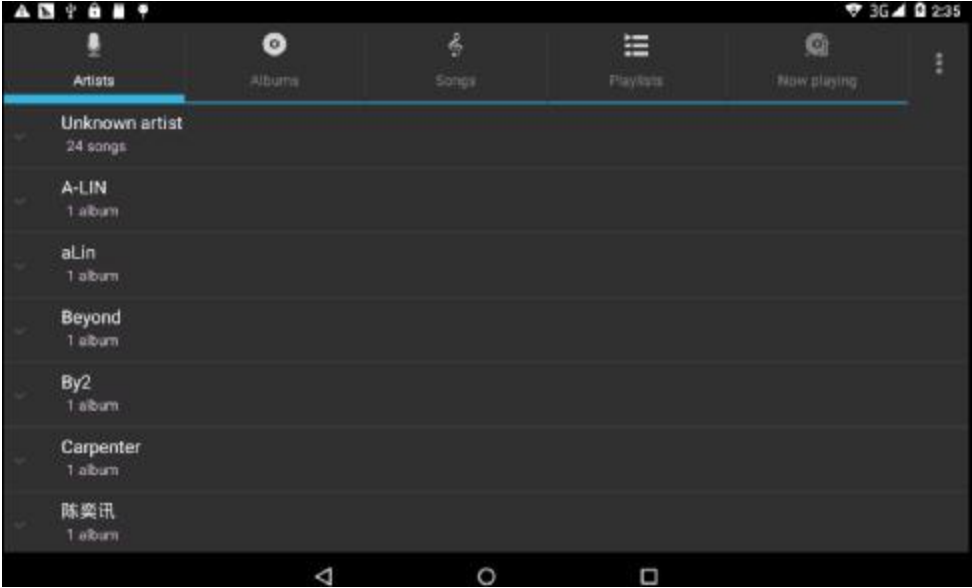 3G 2:35
Artists Albums Songs Playlists Now playing
Unknown artist
24 songs
A-LIN
1 album
aLin
1 album
Beyond
1 album
By2
1 album
Carpenter
1 album
陈奕讯
1 album